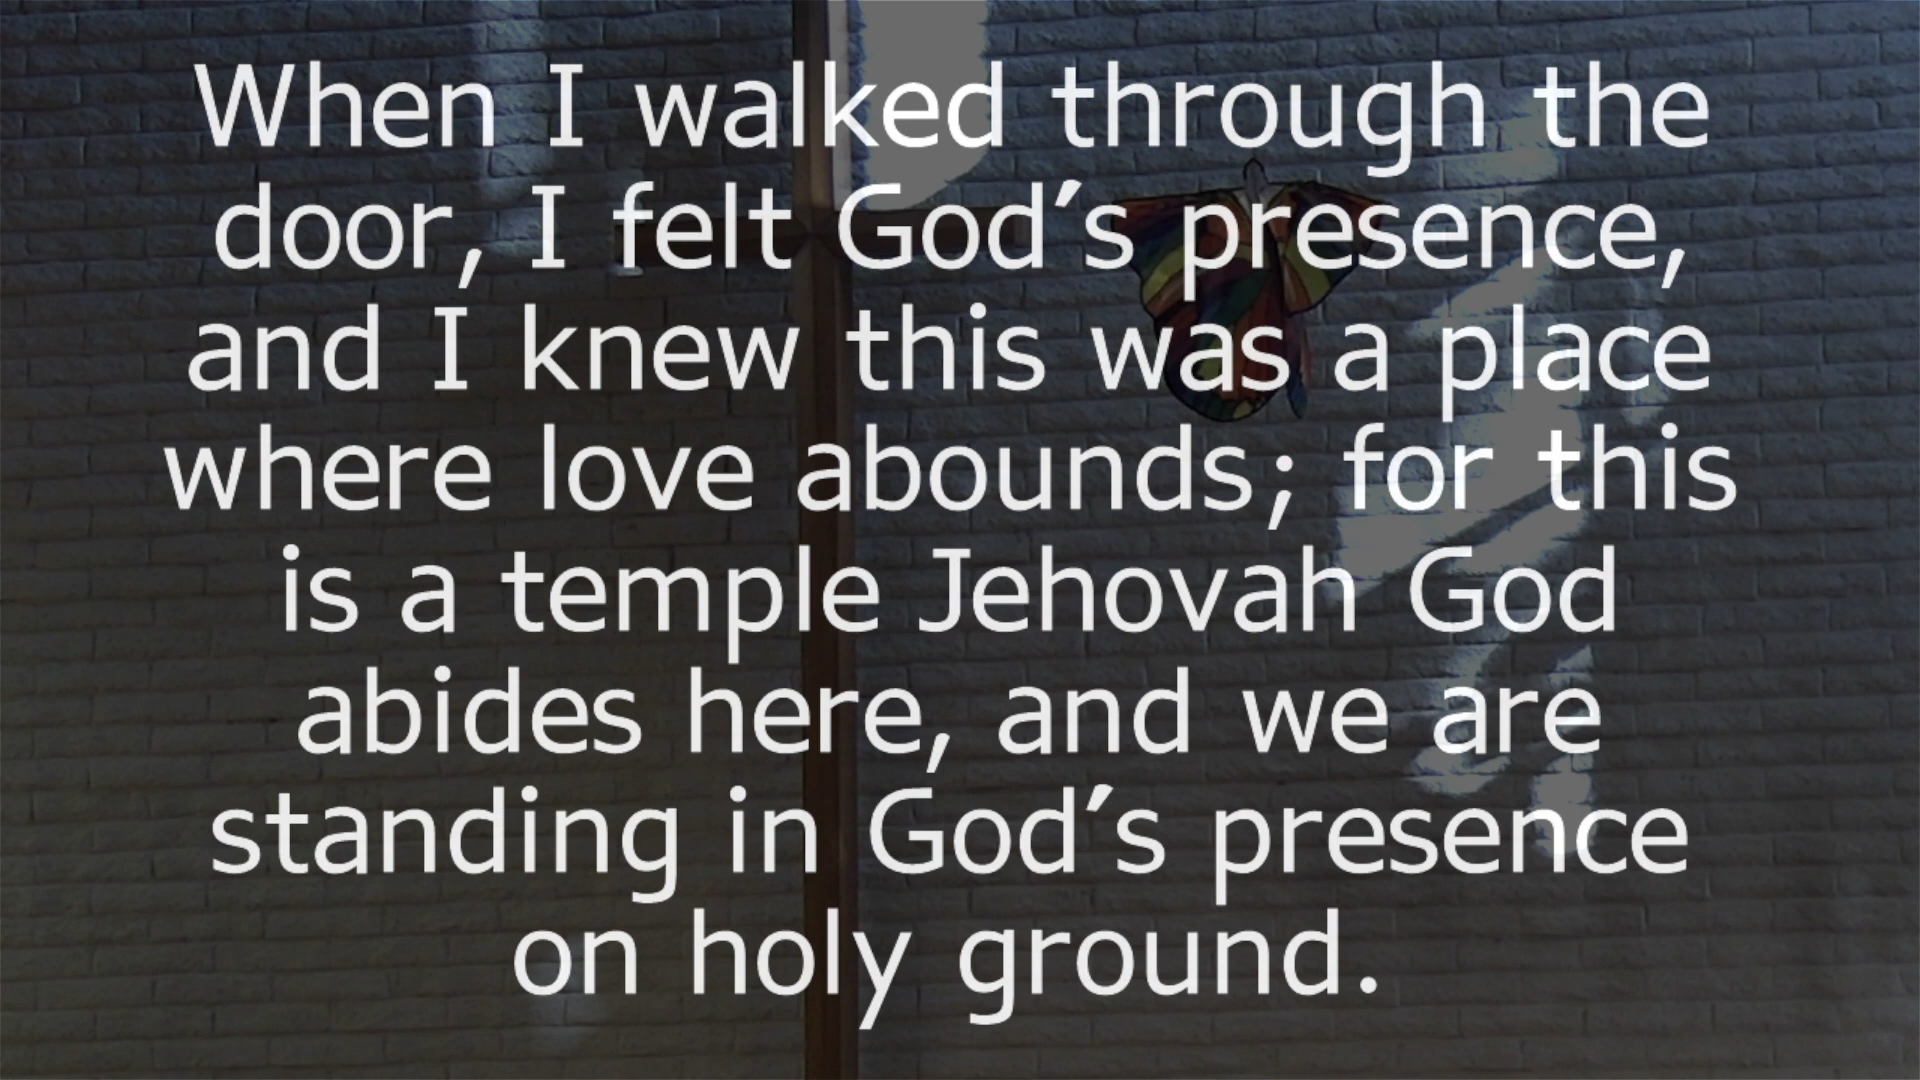 When I walked through the
door, I felt God’s presence,
and I knew this was a place
where love abounds; for this
is a temple Jehovah God
abides here, and we are
standing in God’s presence
on holy ground.